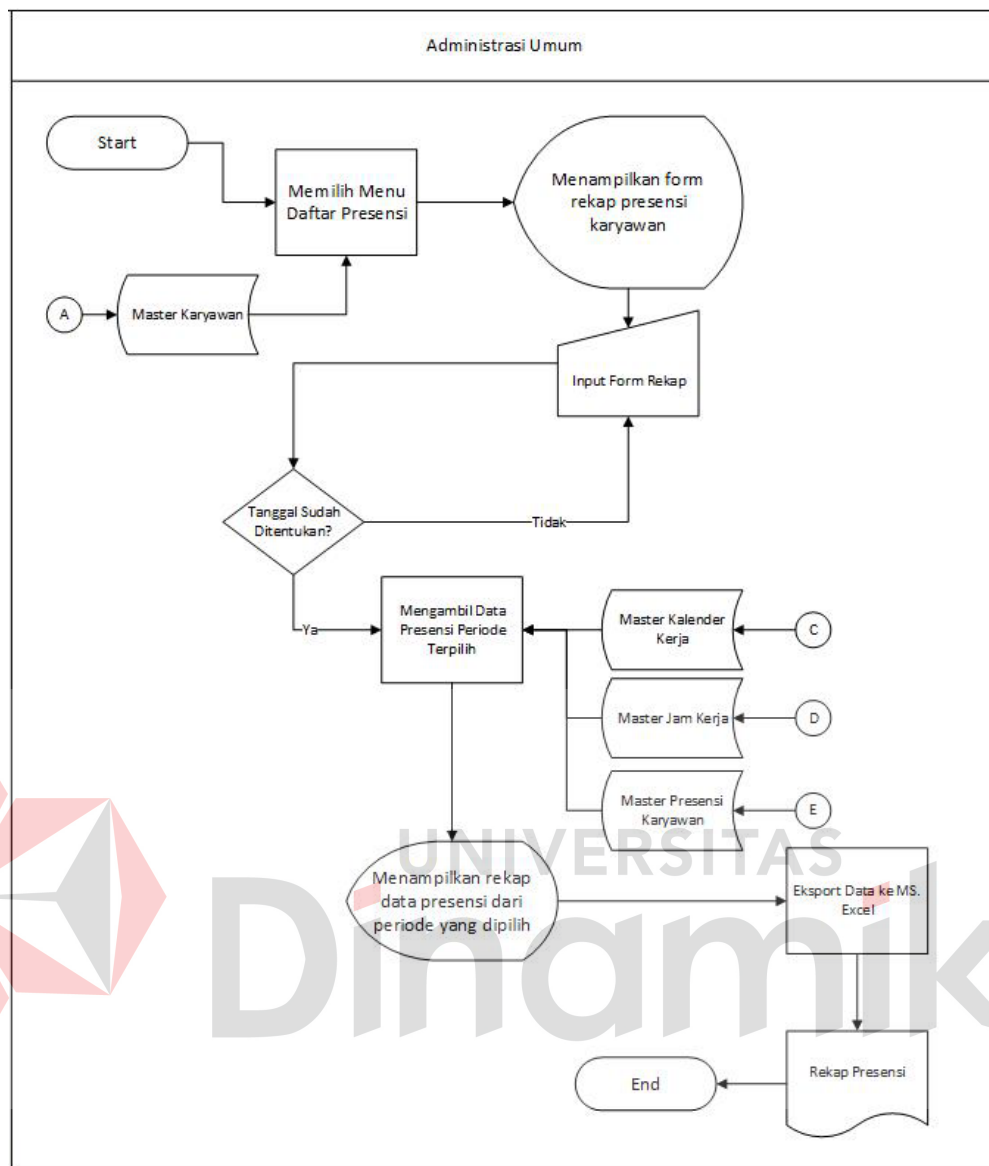 Administrasi Umum
Start
Memilih Menu
Daftar Presensi
Menampilkan form
rekap presensi
karyawan
A
Master Karyawan
Input Form Rekap
Tanggal Sudah
Ditentukan?
Tidak
Ya
Mengambil Data
Presensi Periode
Terpilih
Master Kalender
Kerja
C
Master Jam Kerja
D
Master Presensi
Karyawan
E
UNIVERSITAS
Dinamik
Menampilkan rekap
data presensi dari
periode yang dipilih
Eksport Data ke MS.
Excel
Rekap Presensi
End